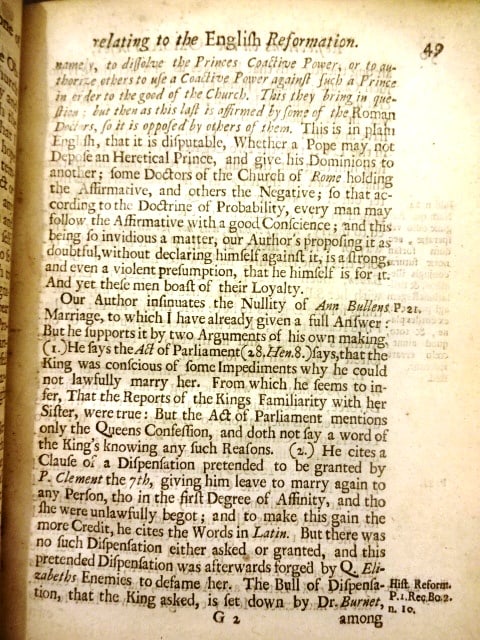 relating to the English Reformation. 49
namely, to dissolve the Princes Coactive Power, or to au-
thorize others to use a Coactive Power against such a Prince
in order to the good of the Church. This they bring in que-
stion: but then as this last is affirmed by some of the Roman
Doctors, so it is opposed by others of them. This is in plain
English, that it is disputable, Whether a Pope may not
Depose an Heretical Prince, and give his Dominions to
another; some Doctors of the Church of Rome holding
the Affirmative, and others the Negative; so that ac-
cording to the Doctrine of Probability, every man may
follow the Affirmative with a good Conscience; and this
being so invidious a matter, our Author's proposing it as
doubtful, without declaring himself against it, is a strong,
and even a violent presumption, that he himself is for it.
And yet these men boast of their Loyalty.
Our Author insinuates the Nullity of Ann Bullens P. 21.
Marriage, to which I have already given a full Answer:
But he supports it by two Arguments of his own making,
(1.) He says the Act of Parliament (28. Hen. 8.) says, that the
King was conscious of some Impediments why he could
not lawfully marry her. From which he seems to in-
fer, That the Reports of the Kings Familiarity with her
Sister, were true: But the Act of Parliament mentions
only the Queens Confession, and doth not say a word of
the King's knowing any such Reasons. (2.) He cites a
Clause of a Dispensation pretended to be granted by
P. Clement the 7th, giving him leave to marry again to
any Person, tho in the first Degree of Affinity, and tho
she were unlawfully begot; and to make this gain the
more Credit, he cites the Words in Latin. But there was
no such Dispensation either asked or granted, and this
pretended Dispensation was afterwards forged by Q. Eli-
zabeths Enemies to defame her. The Bull of Dispensa- Hist. Reform.
tion, that the King asked, is set down by Dr. Burnet, P. 1. Rec. Bo. 2.
n. 10.
G 2 among